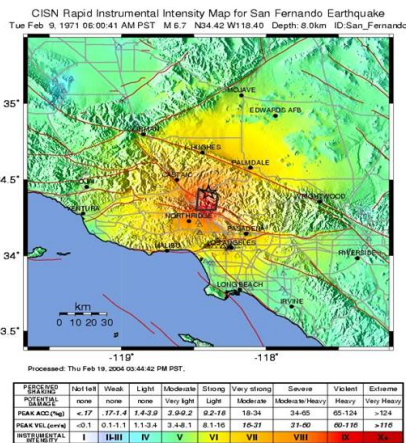 CISN Rapid Instrumental Intensity Map for San Fernando Earthquake
Tue Feb 9, 1971 06:00:41 AM PST M 6.7 N34.42 W118.40 Depth: 8.0km ID:San_Fernando
MOJAVE
35°
EDWARDS AFB
GORMAN
L.HUGHES
PALMDALE
CASTAIC
34.5°
OJAI
WRIGHTWOOD
VENTURA
NORTHRIDGE
PASADENA
LOS ANGELES
MALIBU
RIVERSIDE
34°
LONG BEACH
km
IRVINE
0 10 20 30
33.5°
-119° -118°
Processed: Thu Feb 19, 2004 03:44:42 PM PST,
PERCEIVED SHAKING Not felt Weak Light Moderate Strong Very strong Severe Violent Extreme
POTENTIAL DAMAGE none none none Very light Light Moderate Moderate/Heavy Heavy Very Heavy
PEAK ACC.(%g) <.17 .17-1.4 1.4-3.9 3.9-9.2 9.2-18 18-34 34-65 65-124 >124
PEAK VEL.(cm/s) <0.1 0.1-1.1 1.1-3.4 3.4-8.1 8.1-16 16-31 31-60 60-116 >116
INSTRUMENTAL INTENSITY I II-III IV V VI VII VIII IX X+